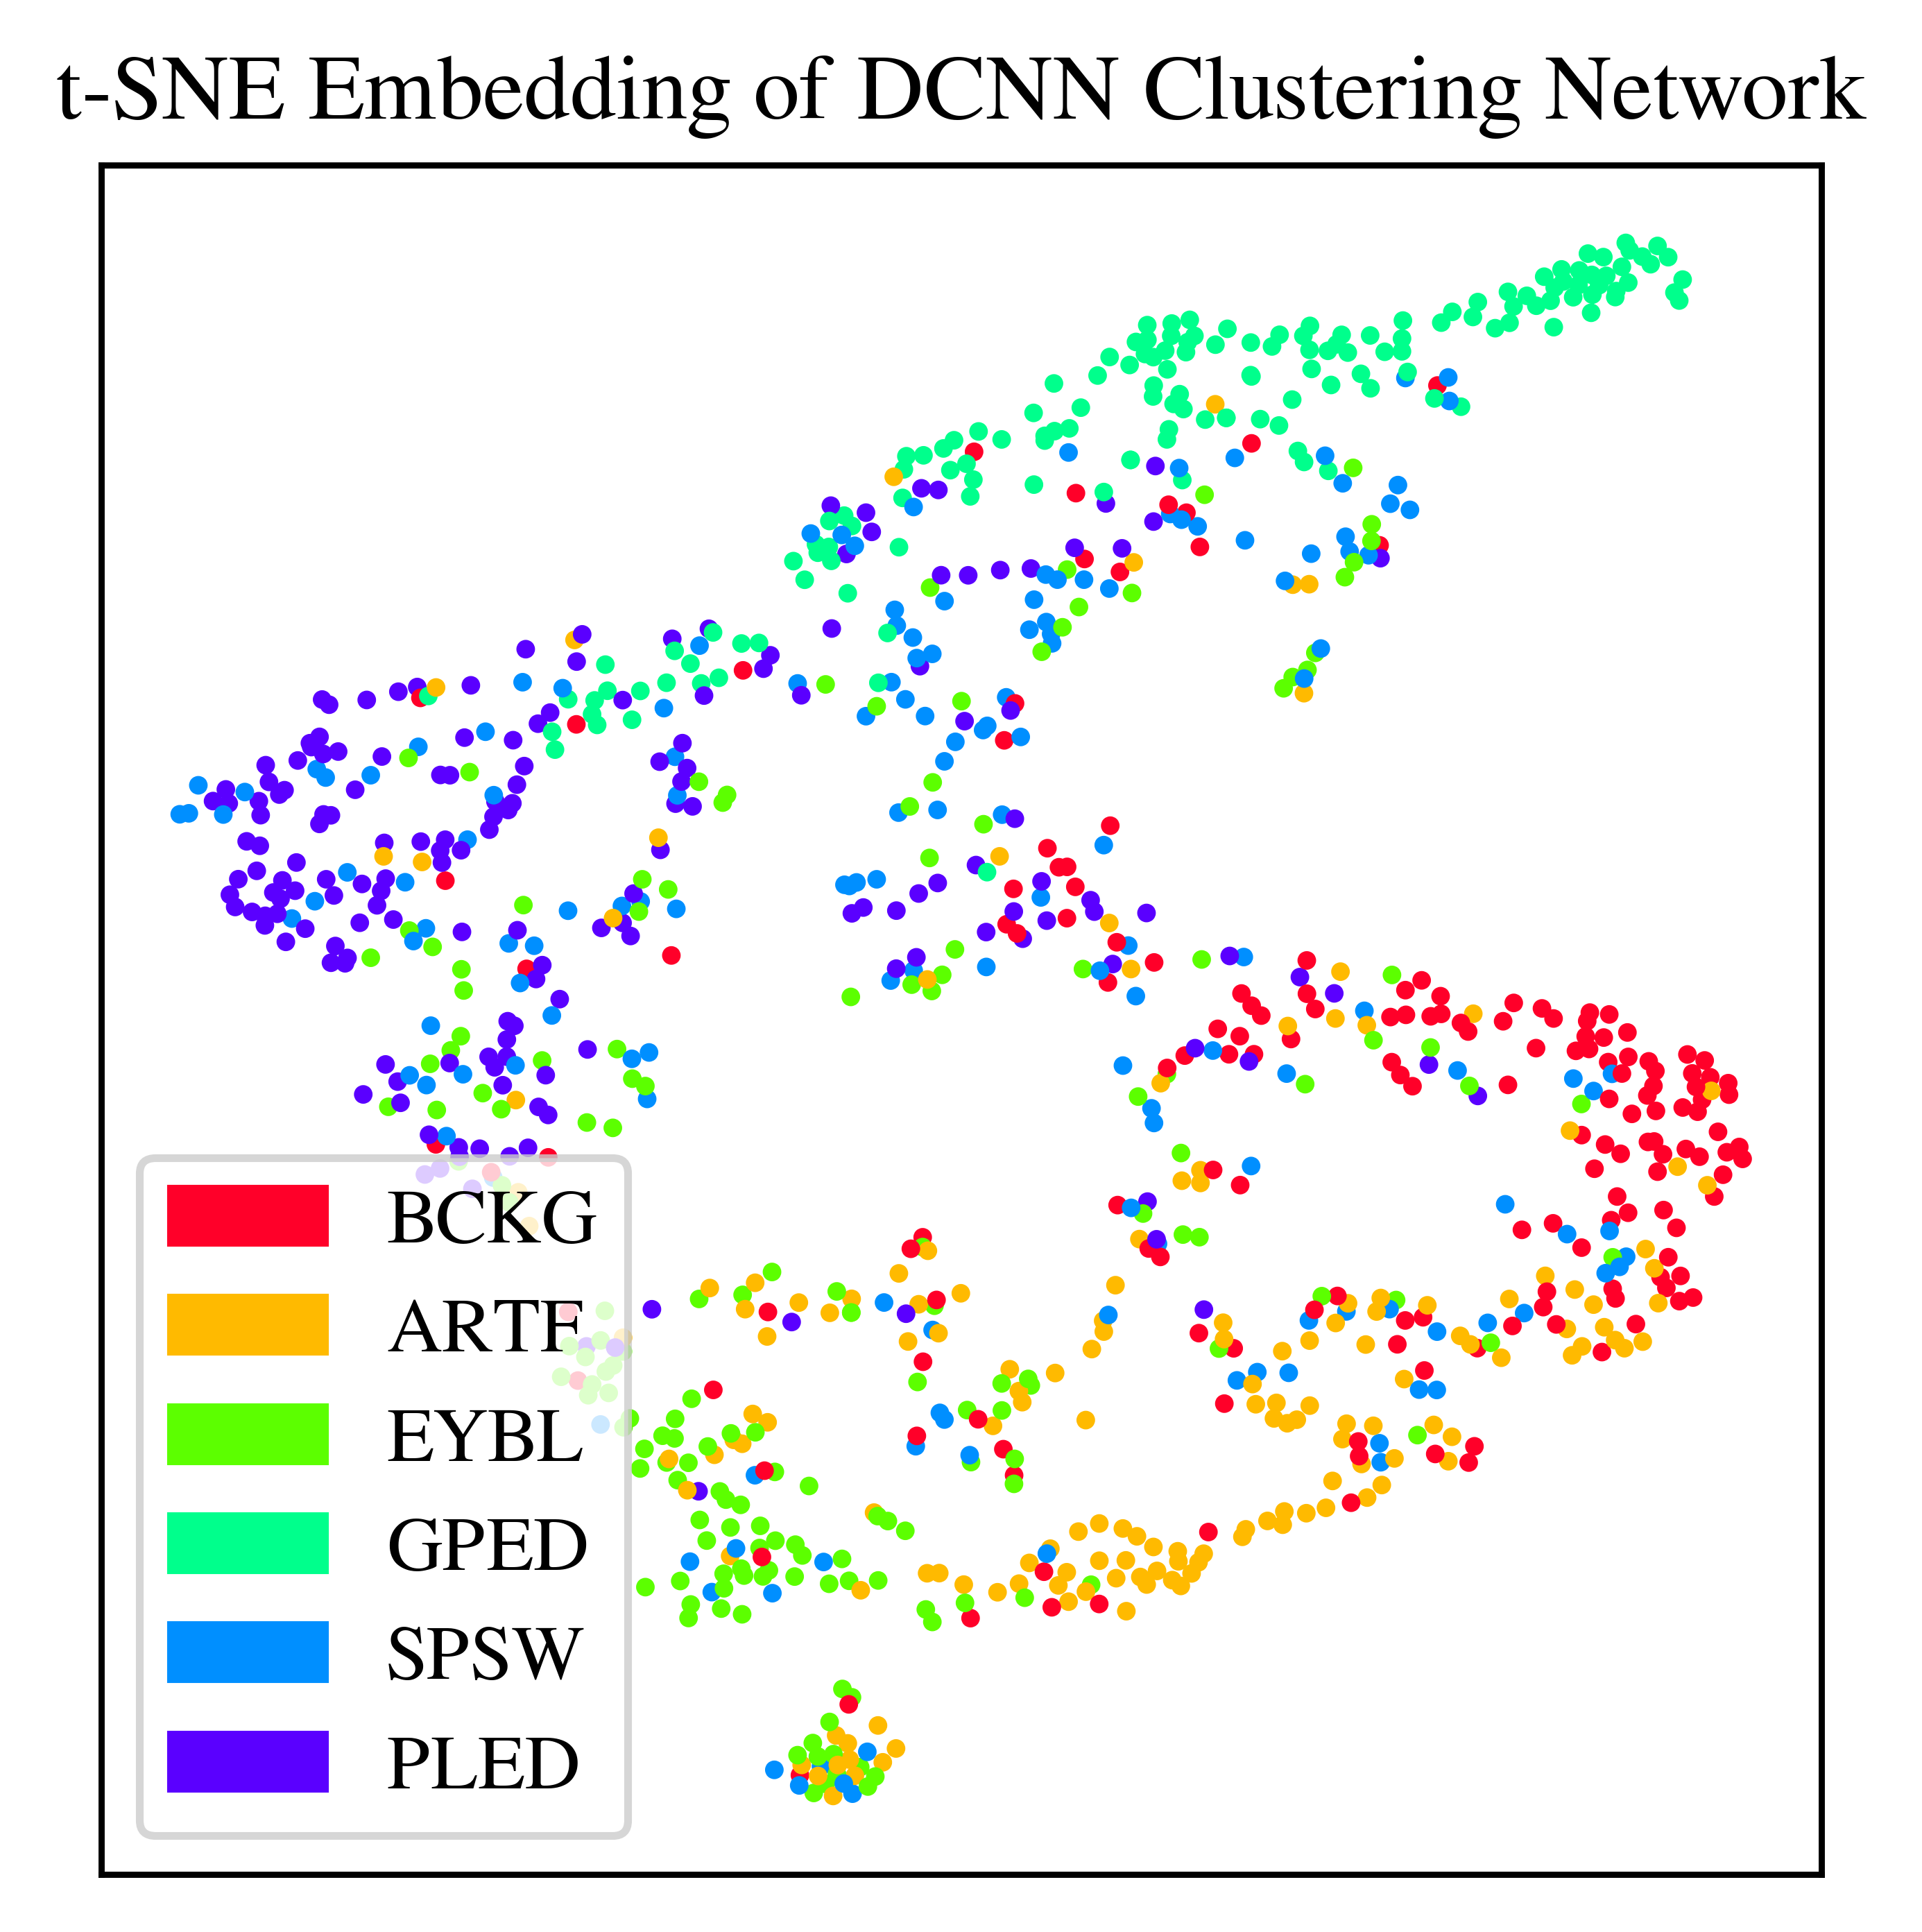 t-SNE Embedding of DCNN Clustering Network
BCKG
ARTF
EYBL
GPED
SPSW
PLED